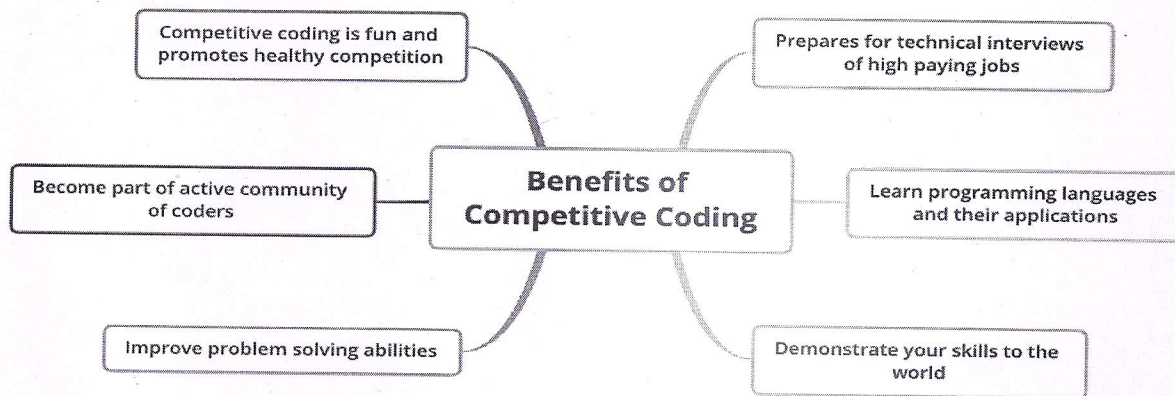 Competitive coding is fun and
promotes healthy competition
Prepares for technical interviews
of high paying jobs
Become part of active community
of coders
Benefits of
Competitive Coding
Learn programming languages
and their applications
Improve problem solving abilities
Demonstrate your skills to the
world